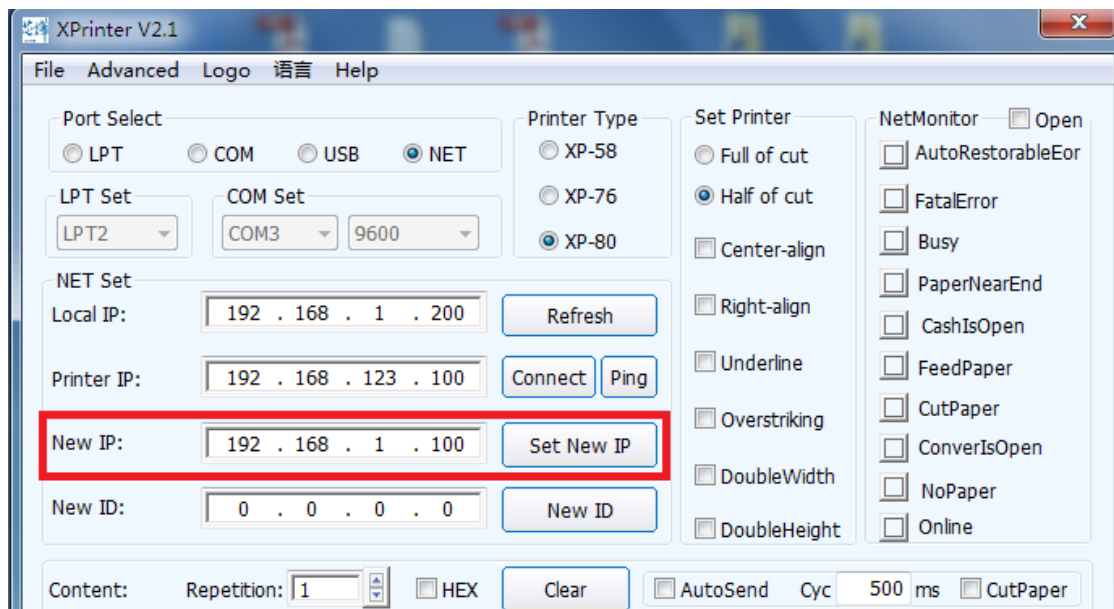 XPrinter V2.1
File Advanced Logo 语言 Help
Port Select
LPT COM USB NET
LPT Set
LPT2
COM Set
COM3 9600
Printer Type
XP-58
XP-76
XP-80
NET Set
Local IP: 192 . 168 . 1 . 200 Refresh
Printer IP: 192 . 168 . 123 . 100 Connect Ping
New IP: 192 . 168 . 1 . 100 Set New IP
New ID: 0 . 0 . 0 . 0 New ID
Set Printer
Full of cut
Half of cut
Center-align
Right-align
Underline
Overstriking
DoubleWidth
DoubleHeight
NetMonitor Open
AutoRestorableEor
FatalError
Busy
PaperNearEnd
CashIsOpen
FeedPaper
CutPaper
ConverIsOpen
NoPaper
Online
Content: Repetition: 1 HEX Clear AutoSend Cyc 500 ms CutPaper